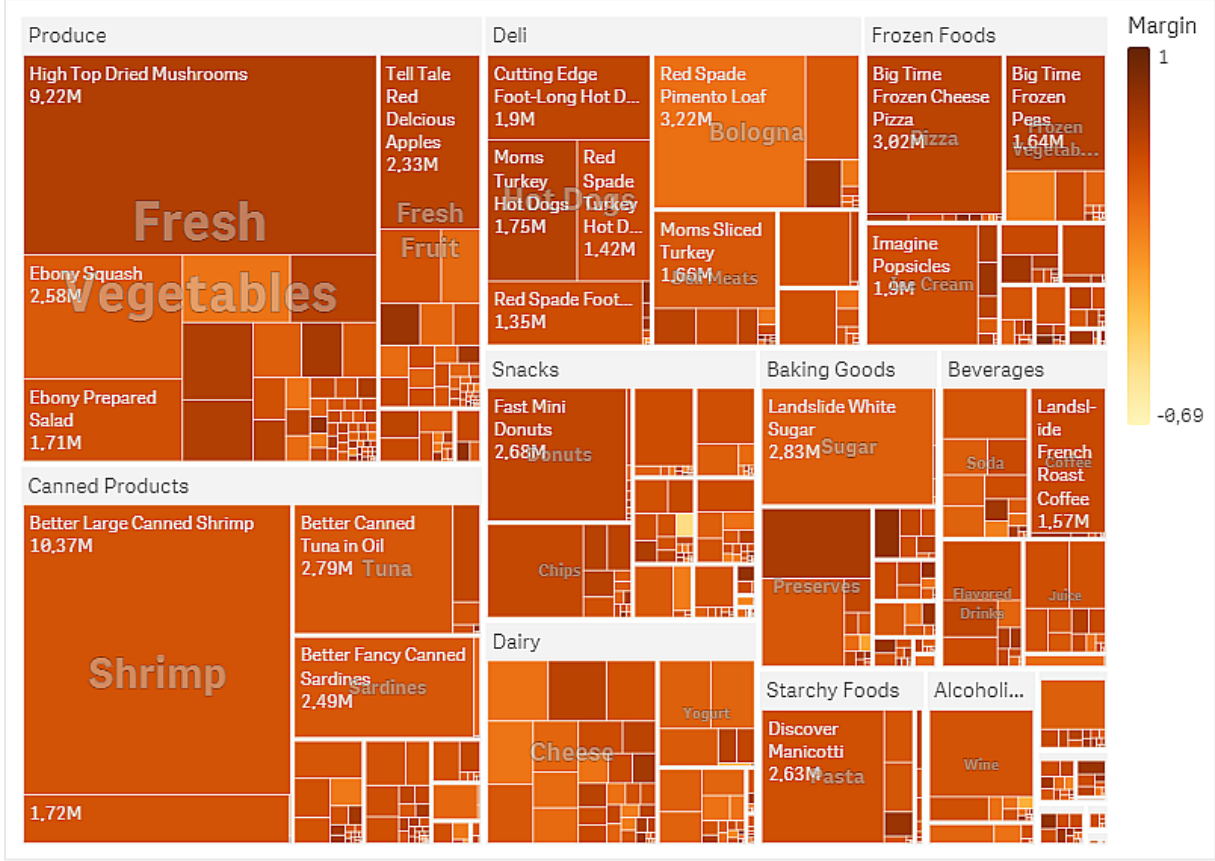 Produce
High Top Dried Mushrooms
9,22M
Fresh
Vegetables
Ebony Squash
2,58M
Ebony Prepared
Salad
1,71M
Tell Tale
Red
Delcious
Apples
2,33M
Fresh
Fruit
Canned Products
Better Large Canned Shrimp
10,37M
Shrimp
1,72M
Better Canned
Tuna in Oil
2,79M
Tuna
Better Fancy Canned
Sardines
2,49M
Sardines
Deli
Cutting Edge
Foot-Long Hot D...
1,9M
Moms
Turkey
Hot Dogs
1,75M
Red
Spade
Turkey
Hot D...
1,42M
Hot Dogs
Red Spade Foot...
1,35M
Red Spade
Pimento Loaf
3,22M
Bologna
Moms Sliced
Turkey
1,66M
Deli Meats
Frozen Foods
Big Time
Frozen Cheese
Pizza
3,02M
Pizza
Big Time
Frozen
Peas
1,64M
Frozen
Vegetab...
Imagine
Popsicles
1,9M
Ice Cream
Snacks
Fast Mini
Donuts
2,68M
Donuts
Chips
Dairy
Cheese
Yogurt
Baking Goods
Landslide White
Sugar
2,83M
Sugar
Preserves
Beverages
Soda
Landsl-
ide
French
Roast
Coffee
1,57M
Coffee
Flavored
Drinks
Juice
Starchy Foods
Discover
Manicotti
2,63M
Pasta
Alcoholi...
Wine
Margin
1
-0,69